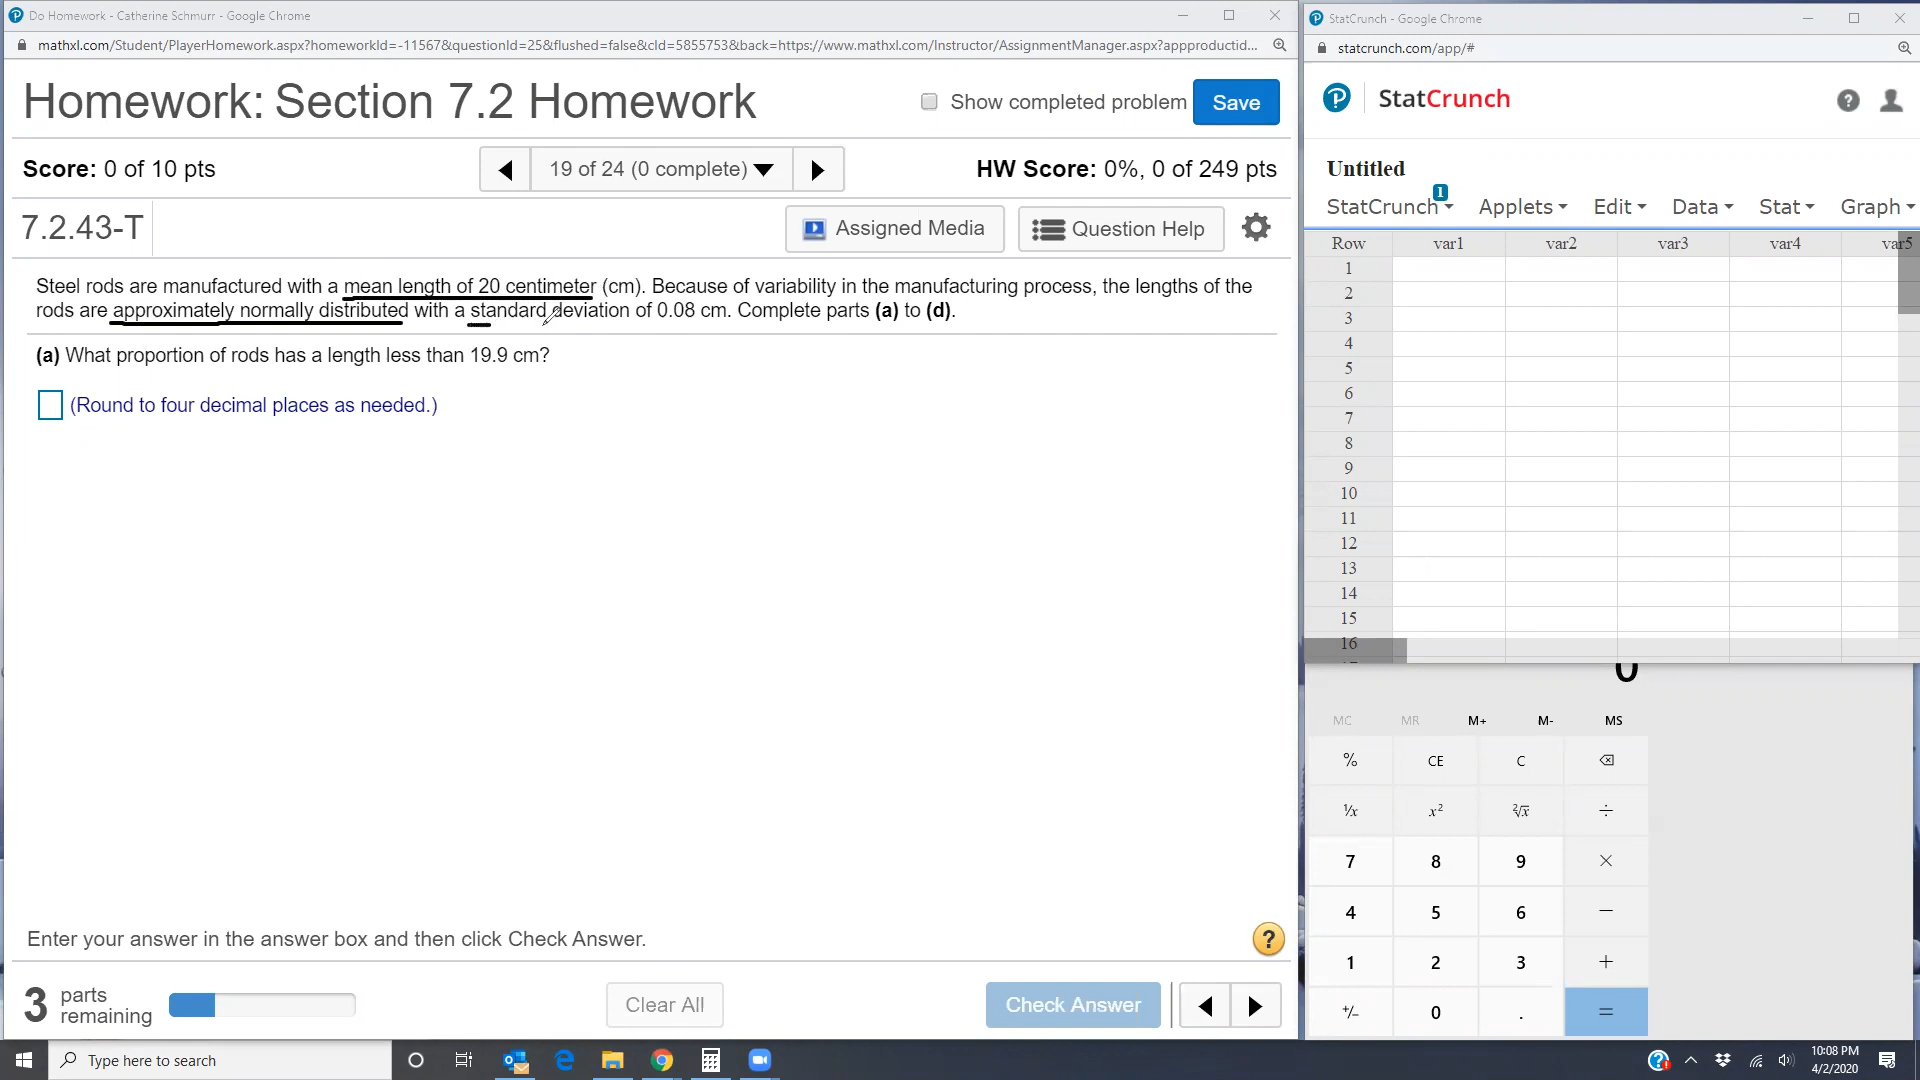 Do Homework - Catherine Schmurr - Google Chrome
mathxl.com/Student/PlayerHomework.aspx?homeworkId=-11567&questionId=25&flushed=false&cId=5855753&back=https://www.mathxl.com/Instructor/AssignmentManager.aspx?appproductid...
Homework: Section 7.2 Homework
Show completed problem
Save
Score: 0 of 10 pts
19 of 24 (0 complete)
HW Score: 0%, 0 of 249 pts
7.2.43-T
Assigned Media
Question Help
Steel rods are manufactured with a mean length of 20 centimeter (cm). Because of variability in the manufacturing process, the lengths of the
rods are approximately normally distributed with a standard deviation of 0.08 cm. Complete parts (a) to (d).
(a) What proportion of rods has a length less than 19.9 cm?
(Round to four decimal places as needed.)
Enter your answer in the answer box and then click Check Answer.
?
3 parts
remaining
Clear All
Check Answer
StatCrunch - Google Chrome
statcrunch.com/app/#
P
StatCrunch
?
Untitled
1
StatCrunch Applets Edit Data Stat Graph
Row var1 var2 var3 var4 var5
1
2
3
4
5
6
7
8
9
10
11
12
13
14
15
16
0
MC MR M+ M- MS
% CE C
1/x x² ²√x ÷
7 8 9 ×
4 5 6 −
1 2 3 +
+/− 0 . =
Type here to search
10:08 PM
4/2/2020